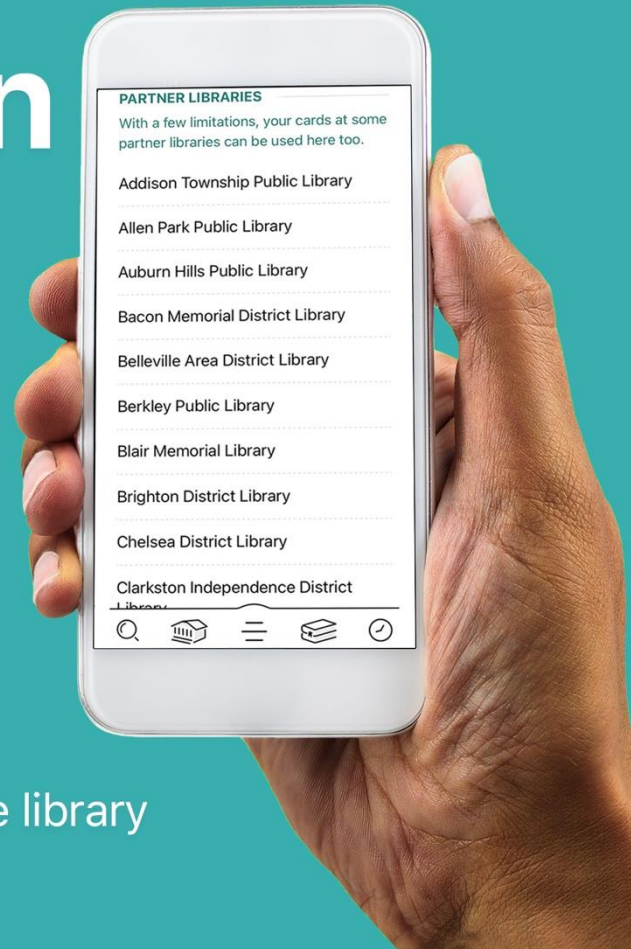 n
PARTNER LIBRARIES
With a few limitations, your cards at some
partner libraries can be used here too.
Addison Township Public Library
Allen Park Public Library
Auburn Hills Public Library
Bacon Memorial District Library
Belleville Area District Library
Berkley Public Library
Blair Memorial Library
Brighton District Library
Chelsea District Library
Clarkston Independence District
Library
e library